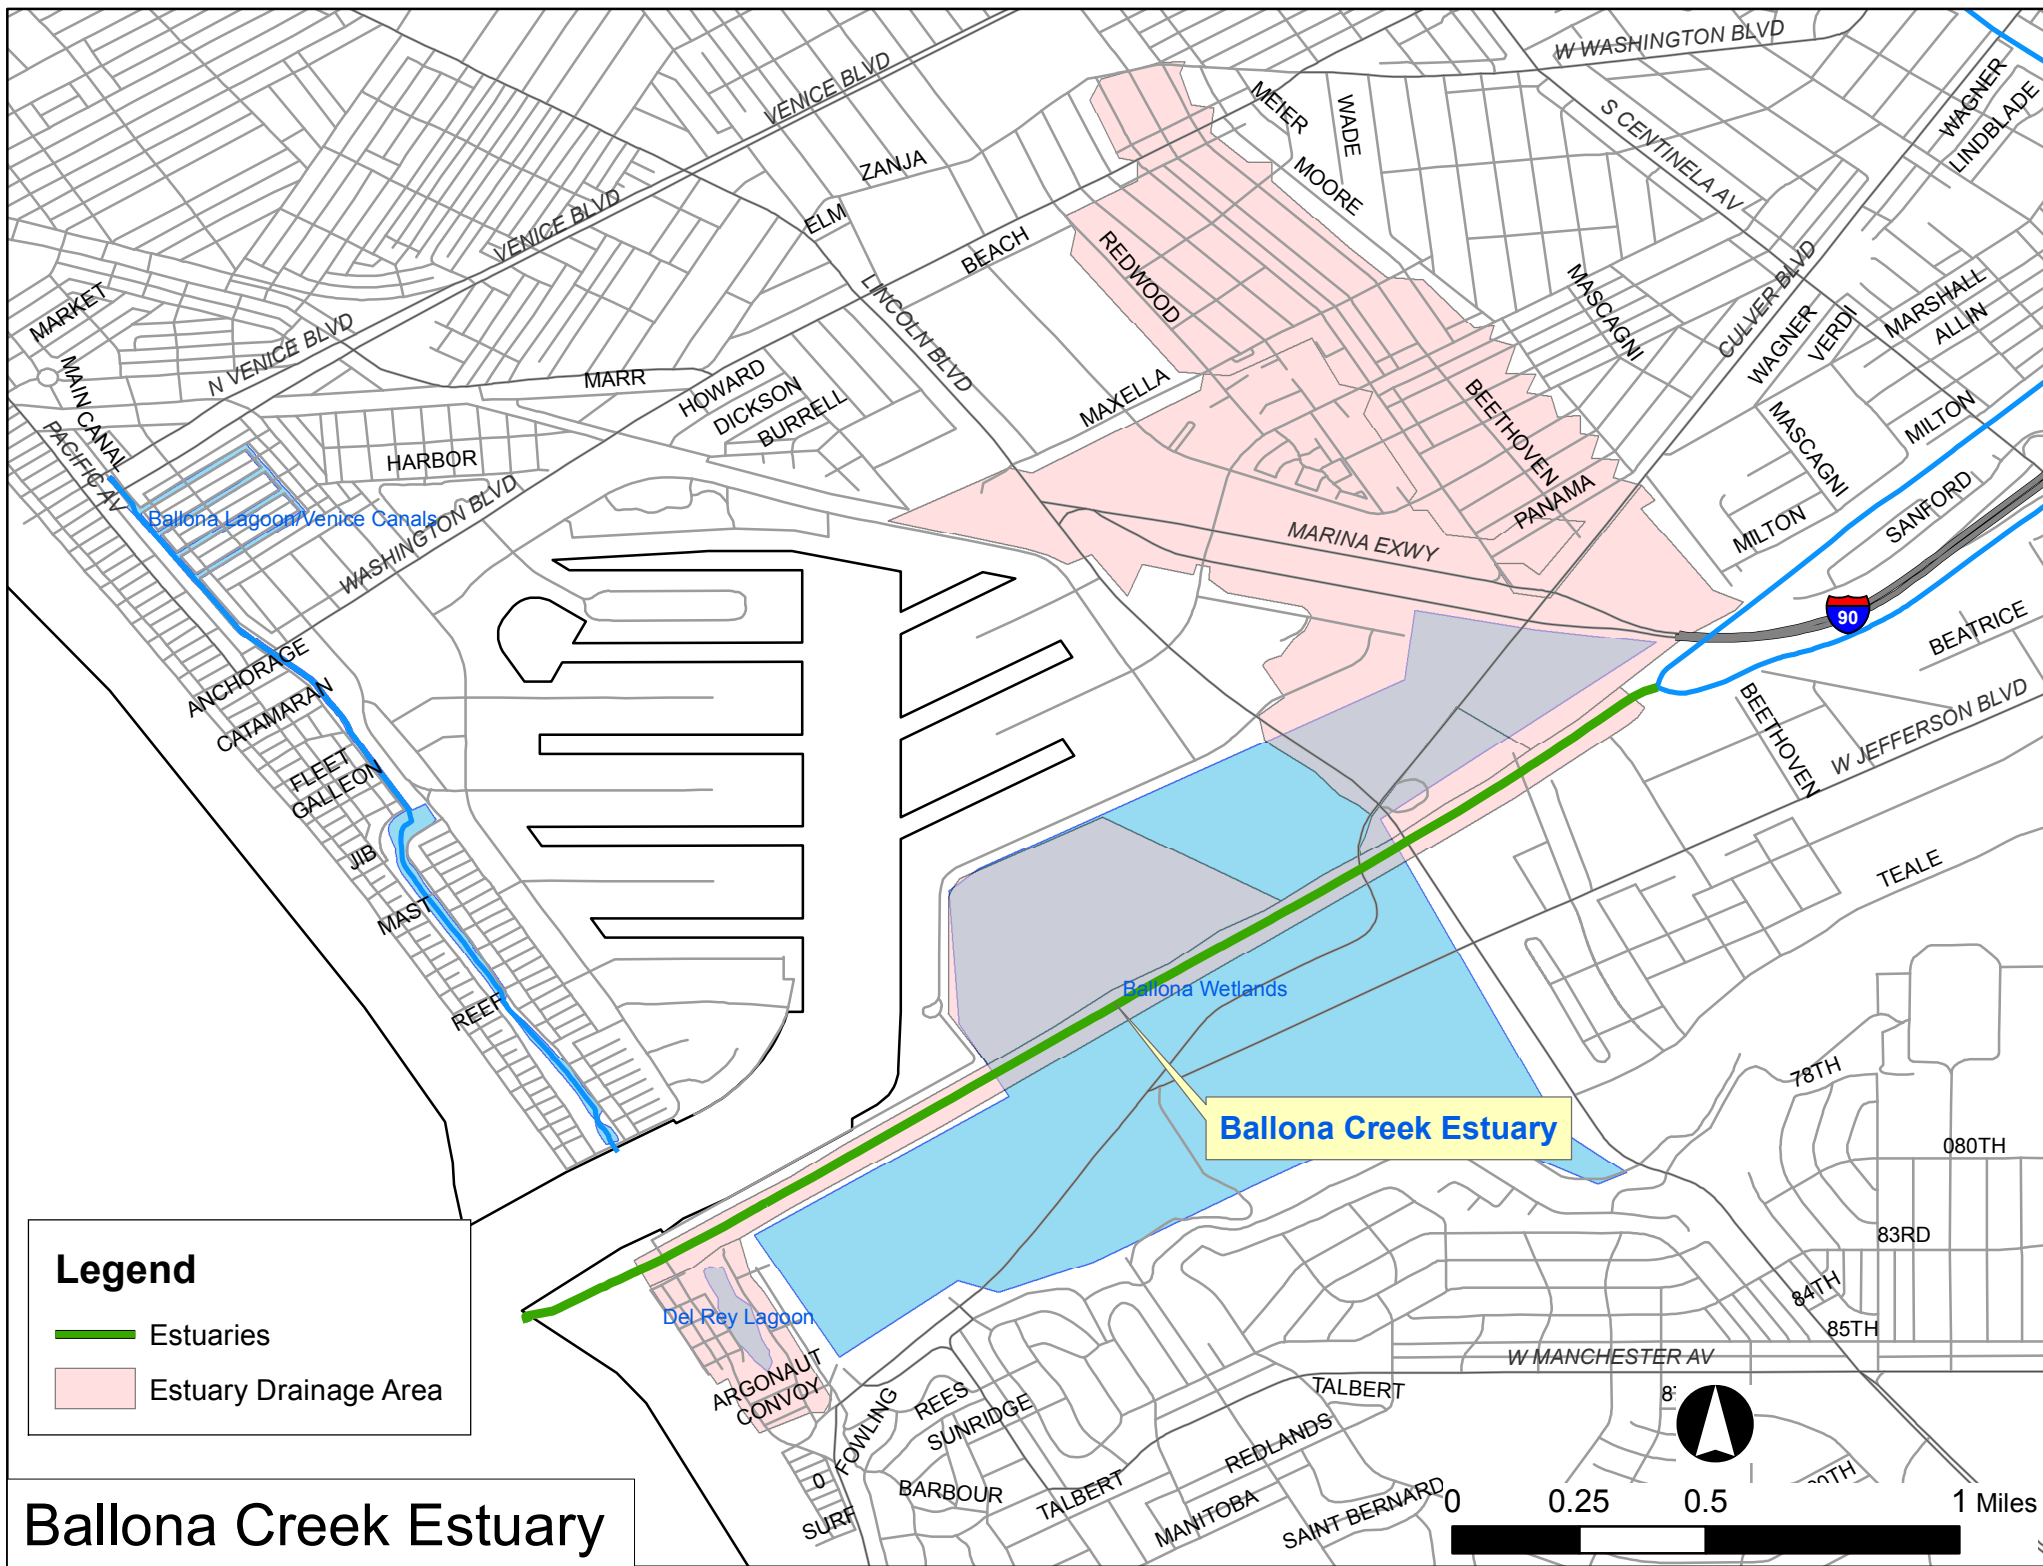 W WASHINGTON BLVD
VENICE BLVD
MEIER
WADE
S CENTINELA AV
WAGNER
LINDBLADE
ZANJA
MOORE
ELM
VENICE BLVD
BEACH
REDWOOD
LINCOLN BLVD
MASCAGNI
CULVER BLVD
MARKET
N VENICE BLVD
MAIN CANAL
PACIFIC AV
MARR
HOWARD
DICKSON
BURRELL
MAXELLA
WAGNER
VERDI
MARSHALL
ALLIN
HARBOR
BEETHOVEN
PANAMA
MASCAGNI
MILTON
WASHINGTON BLVD
Ballona Lagoon/Venice Canals
MARINA EXWY
MILTON
SANFORD
90
BEATRICE
ANCHORAGE
CATAMARAN
FLEET
GALLEON
BEETHOVEN
W JEFFERSON BLVD
JIB
MAST
REEF
TEALE
Ballona Wetlands
78TH
Ballona Creek Estuary
080TH
83RD
84TH
85TH
Del Rey Lagoon
ARGONAUT
CONVOY
W MANCHESTER AV
TALBERT
FOWLING
REES
SUNRIDGE
REDLANDS
0
BARBOUR
TALBERT
MANITOBA
SAINT BERNARD
SURF
Legend
Estuaries
Estuary Drainage Area
Ballona Creek Estuary
0 0.25 0.5 1 Miles